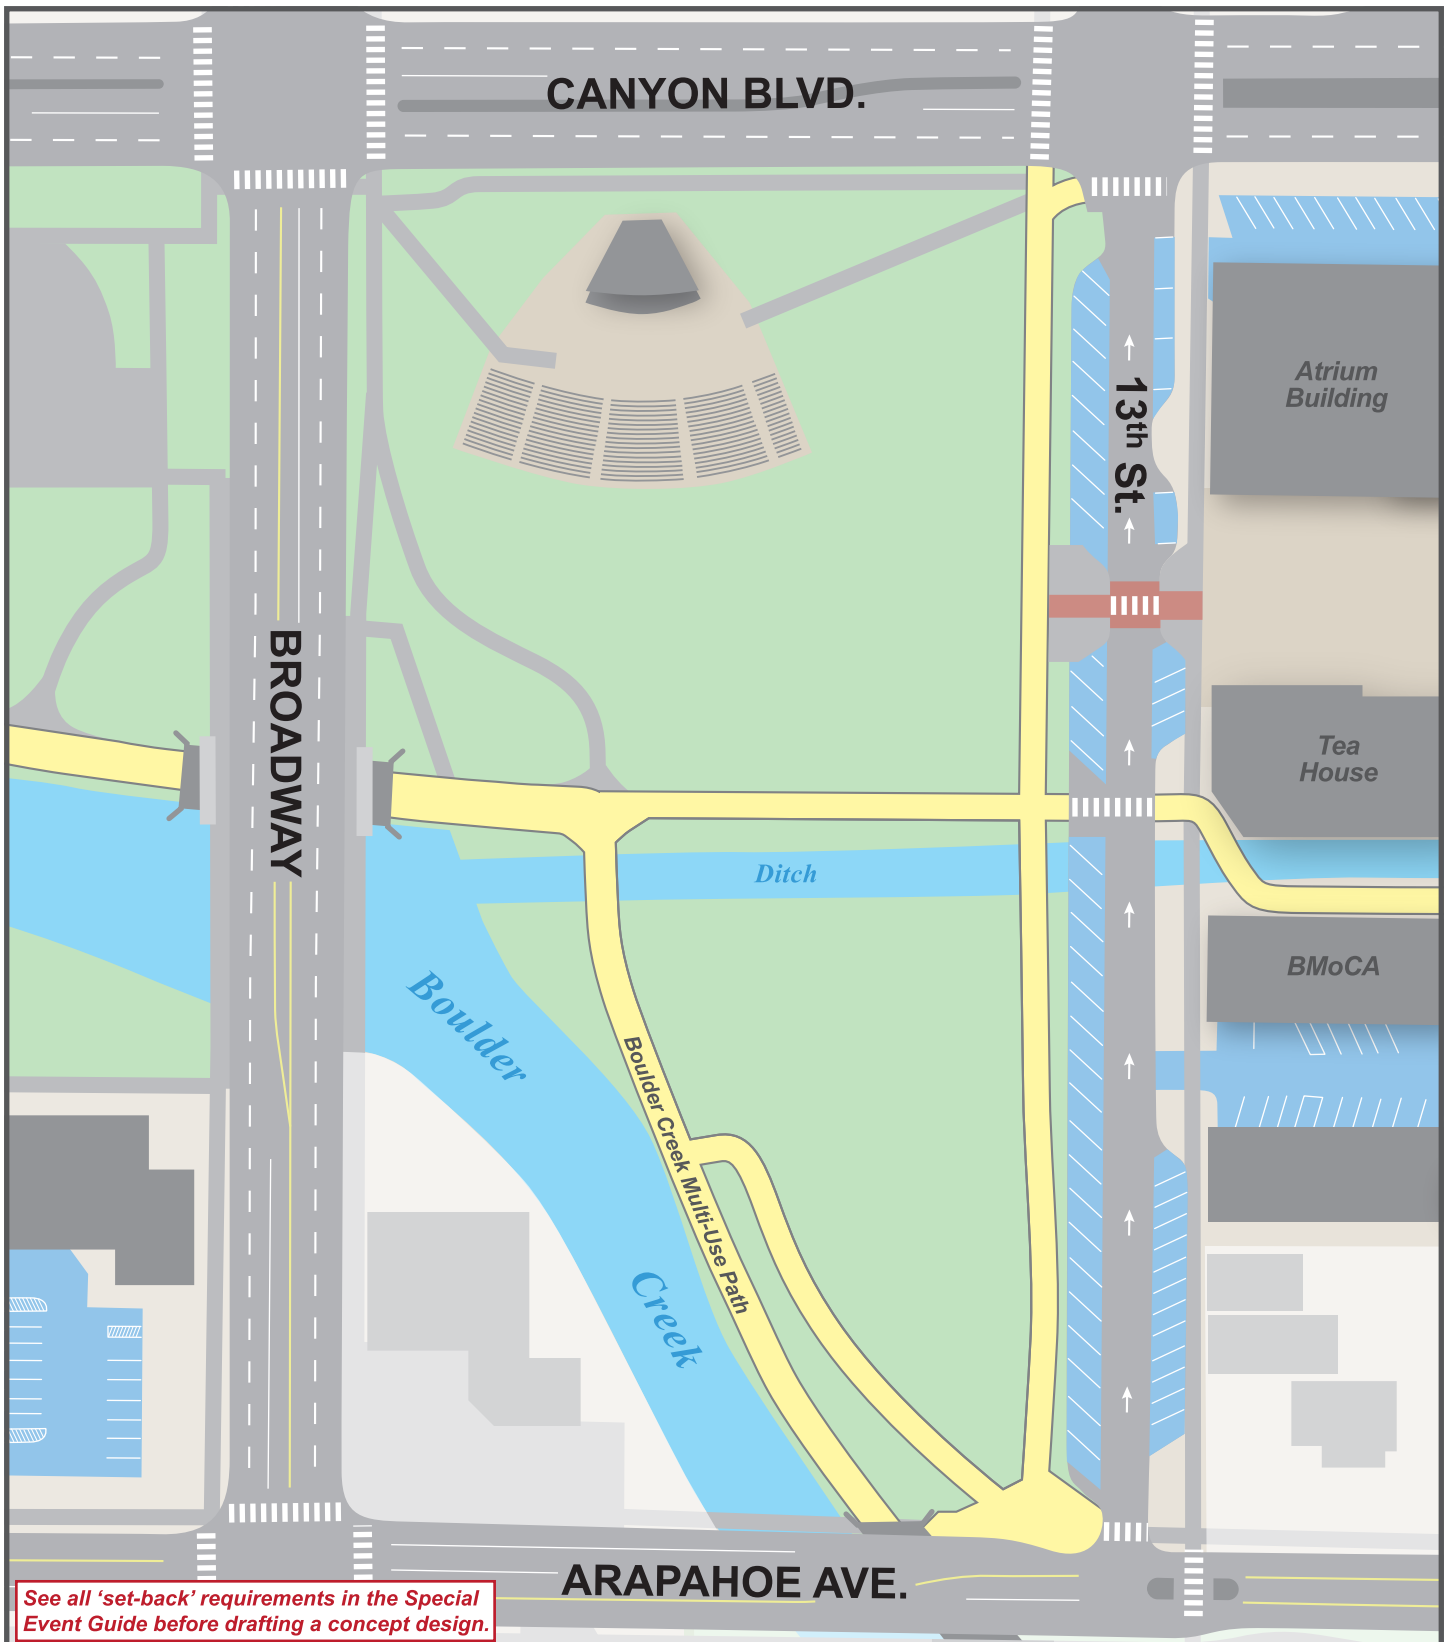 CANYON BLVD.
Atrium
Building
13th St.
BROADWAY
Tea
House
Ditch
BMoCA
Boulder
Creek
Boulder Creek Multi-Use Path
ARAPAHOE AVE.
See all ‘set-back’ requirements in the Special
Event Guide before drafting a concept design.